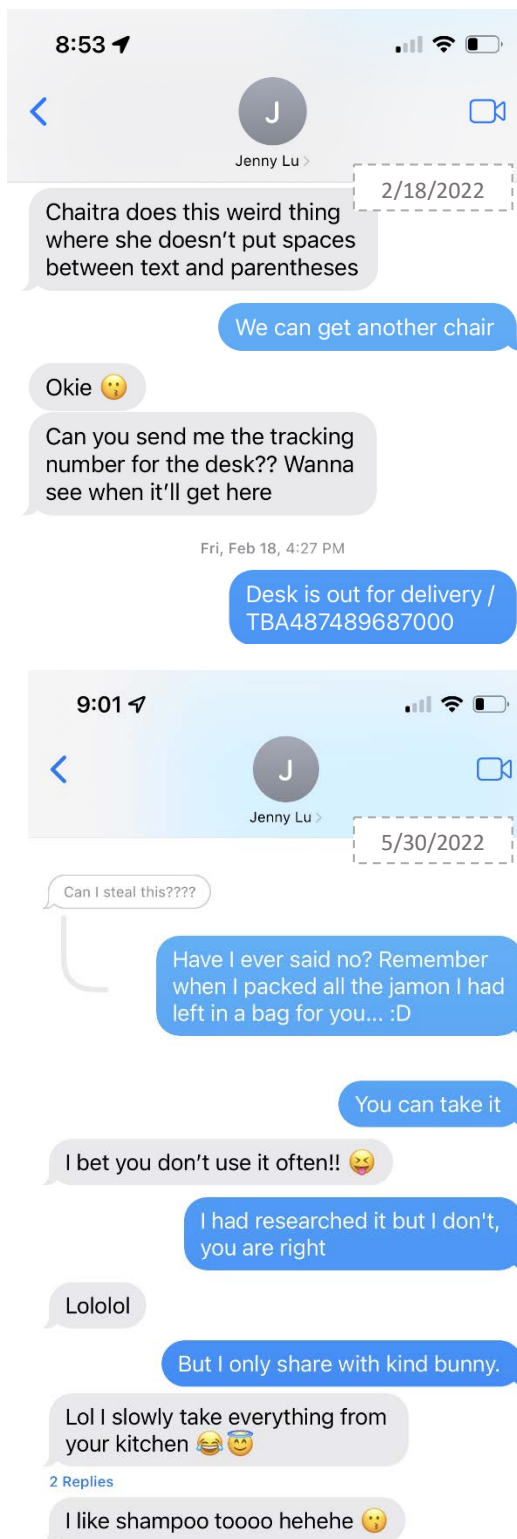 8:53
J
Jenny Lu
2/18/2022
Chaitra does this weird thing
where she doesn’t put spaces
between text and parentheses
We can get another chair
Okie 😗
Can you send me the tracking
number for the desk?? Wanna
see when it’ll get here
Fri, Feb 18, 4:27 PM
Desk is out for delivery /
TBA487489687000
9:01
J
Jenny Lu
5/30/2022
Can I steal this????
Have I ever said no? Remember
when I packed all the jamon I had
left in a bag for you... :D
You can take it
I bet you don’t use it often!! 😝
I had researched it but I don't,
you are right
Lololol
But I only share with kind bunny.
Lol I slowly take everything from
your kitchen 😂😇
2 Replies
I like shampoo toooo hehehe 😗